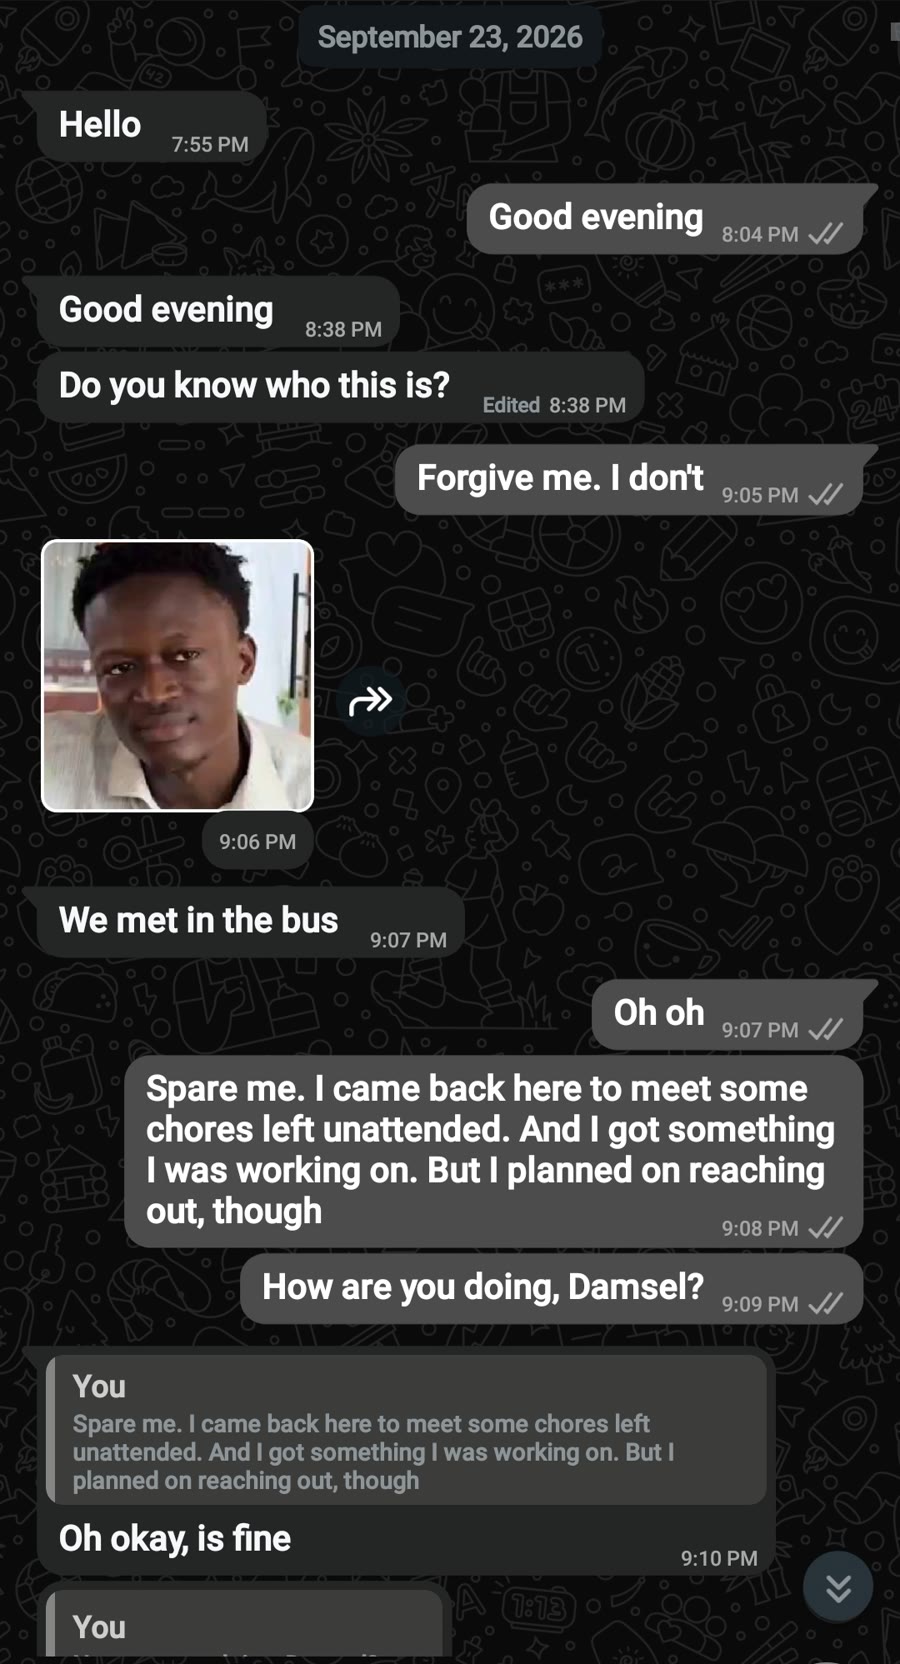 September 23, 2026
Hello
7:55 PM
Good evening
8:04 PM
Good evening
8:38 PM
Do you know who this is?
Edited 8:38 PM
Forgive me. I don't
9:05 PM
9:06 PM
We met in the bus
9:07 PM
Oh oh
9:07 PM
Spare me. I came back here to meet some
chores left unattended. And I got something
I was working on. But I planned on reaching
out, though
9:08 PM
How are you doing, Damsel?
9:09 PM
You
Spare me. I came back here to meet some chores left
unattended. And I got something I was working on. But I
planned on reaching out, though
Oh okay, is fine
9:10 PM
You